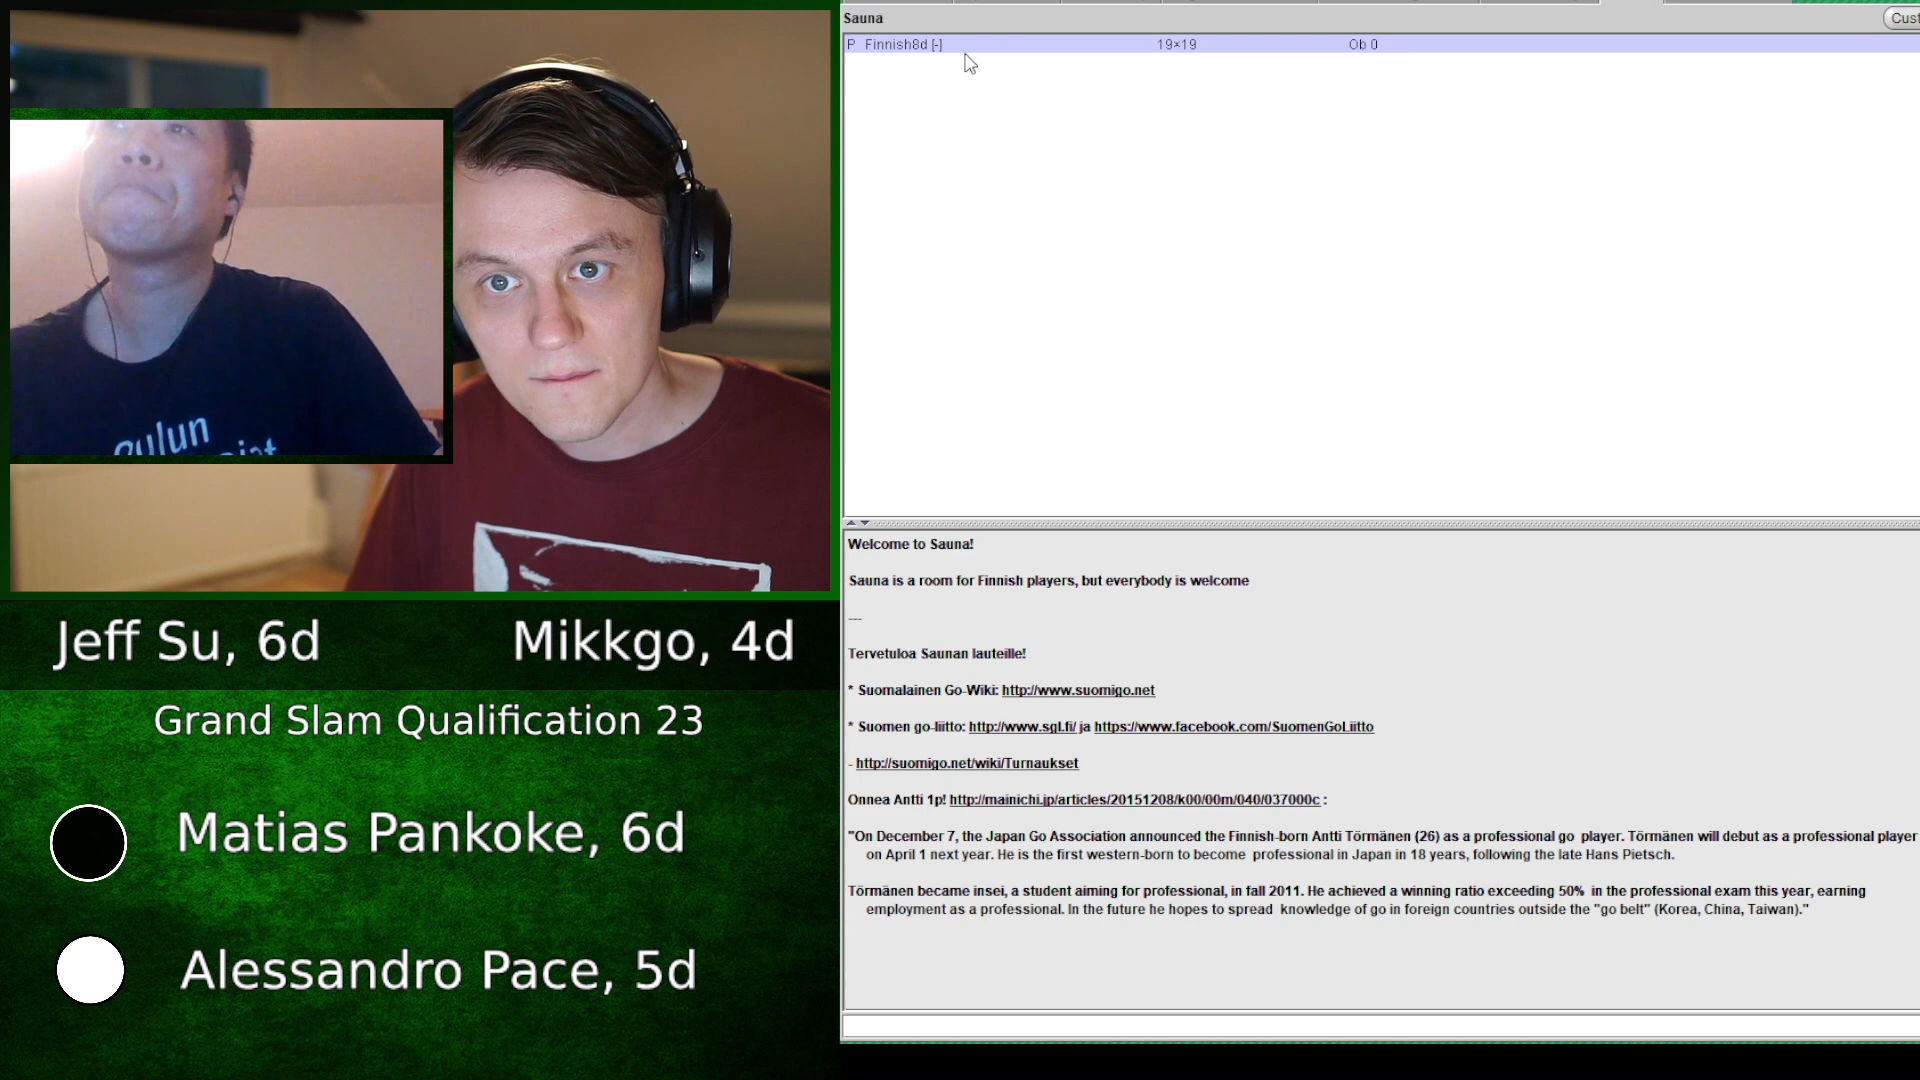 Sauna
Cust
P Finnish8d [-] 19×19 Ob 0
Welcome to Sauna!
Sauna is a room for Finnish players, but everybody is welcome
---
Tervetuloa Saunan lauteille!
* Suomalainen Go-Wiki: http://www.suomigo.net
* Suomen go-liitto: http://www.sgl.fi/ ja https://www.facebook.com/SuomenGoLiitto
- http://suomigo.net/wiki/Turnaukset
Onnea Antti 1p! http://mainichi.jp/articles/20151208/k00/00m/040/037000c :
"On December 7, the Japan Go Association announced the Finnish-born Antti Törmänen (26) as a professional go player. Törmänen will debut as a professional player
on April 1 next year. He is the first western-born to become professional in Japan in 18 years, following the late Hans Pietsch.
Törmänen became insei, a student aiming for professional, in fall 2011. He achieved a winning ratio exceeding 50% in the professional exam this year, earning
employment as a professional. In the future he hopes to spread knowledge of go in foreign countries outside the "go belt" (Korea, China, Taiwan)."
Jeff Su, 6d
Mikkgo, 4d
Grand Slam Qualification 23
Matias Pankoke, 6d
Alessandro Pace, 5d